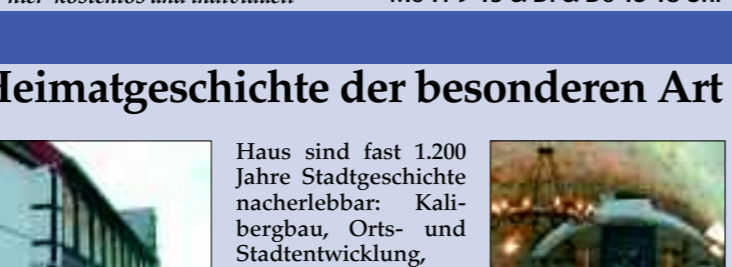 Heimatgeschichte der besonderen Art
Haus sind fast 1.200
Jahre Stadtgeschichte
nacherlebbar: Kali-
bergbau, Orts- und
Stadtentwicklung,